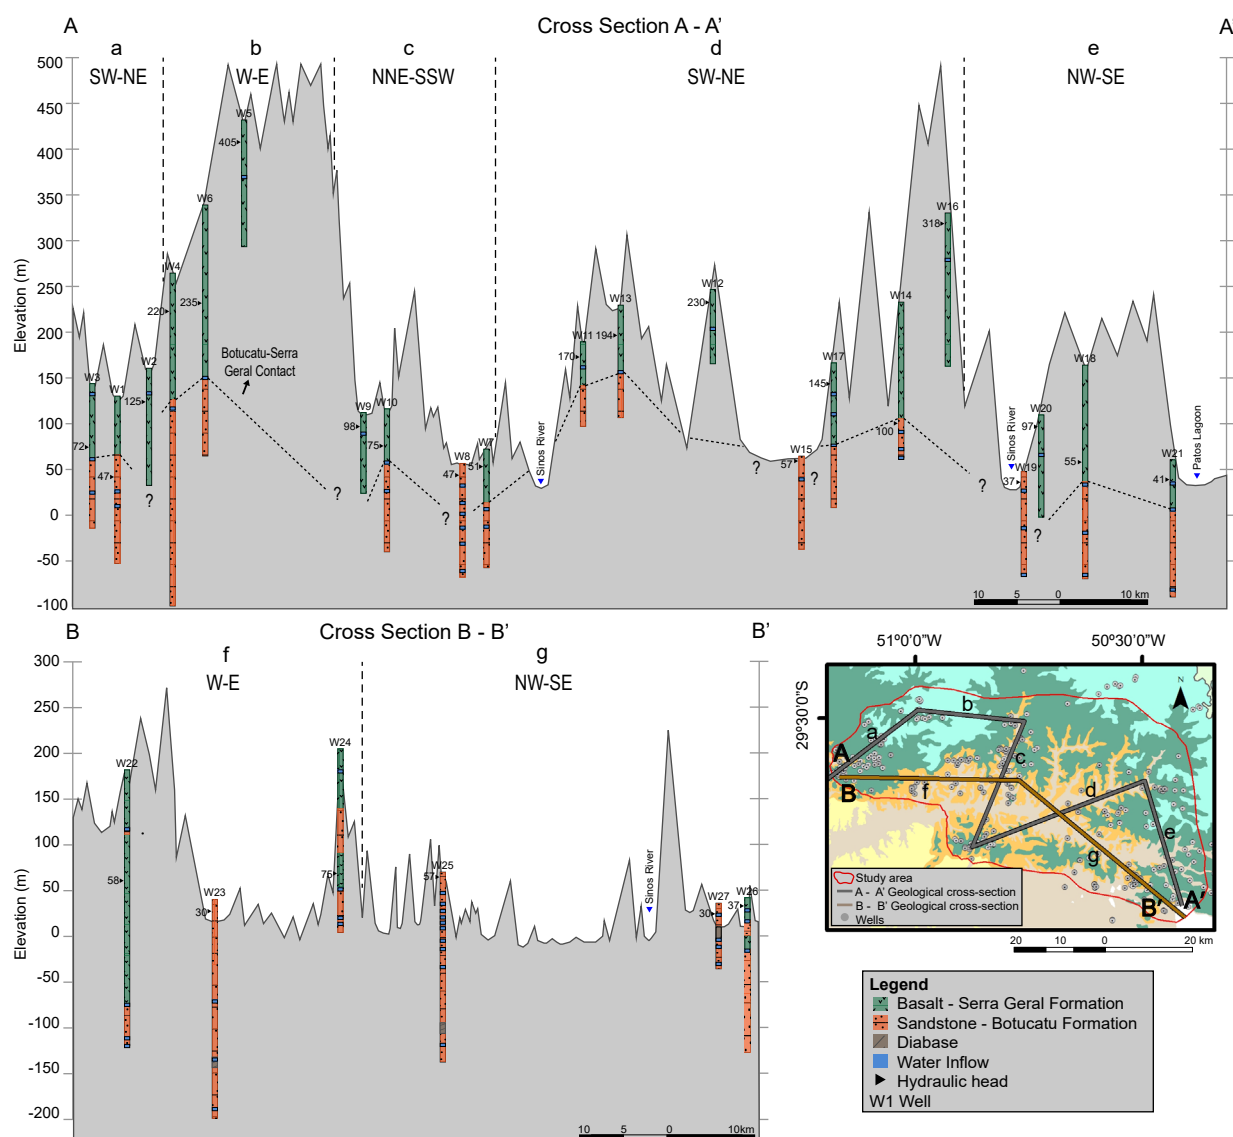 A
Cross Section A - A’
A’
a
b
c
d
e
SW-NE
W-E
NNE-SSW
SW-NE
NW-SE
Elevation (m)
500
450
400
350
300
250
200
150
100
50
0
-50
-100
W3
72
W1
47
W2
125
W4
220
W6
235
W5
405
Botucatu-Serra
Geral Contact
?
?
W9
98
W10
75
W8
47
W7
51
?
Sinos River
W11
170
W13
194
W12
230
?
W15
57
?
W17
145
W14
100
W16
318
?
Sinos River
W19
37
W20
97
?
W18
55
W21
41
Patos Lagoon
10 5 0 10 km
B
Cross Section B - B’
B’
f
g
W-E
NW-SE
Elevation (m)
300
250
200
150
100
50
0
-50
-100
-150
-200
W22
58
W23
30
W24
75
W25
57
Sinos River
W27
30
W26
37
10 5 0 10km
51º0'0"W
50º30'0"W
29º30'0"S
N
A
B
a
b
c
d
e
f
g
B’
A’
Study area
A - A’ Geological cross-section
B - B’ Geological cross-section
Wells
20 10 0 20 km
Legend
Basalt - Serra Geral Formation
Sandstone - Botucatu Formation
Diabase
Water Inflow
Hydraulic head
W1 Well